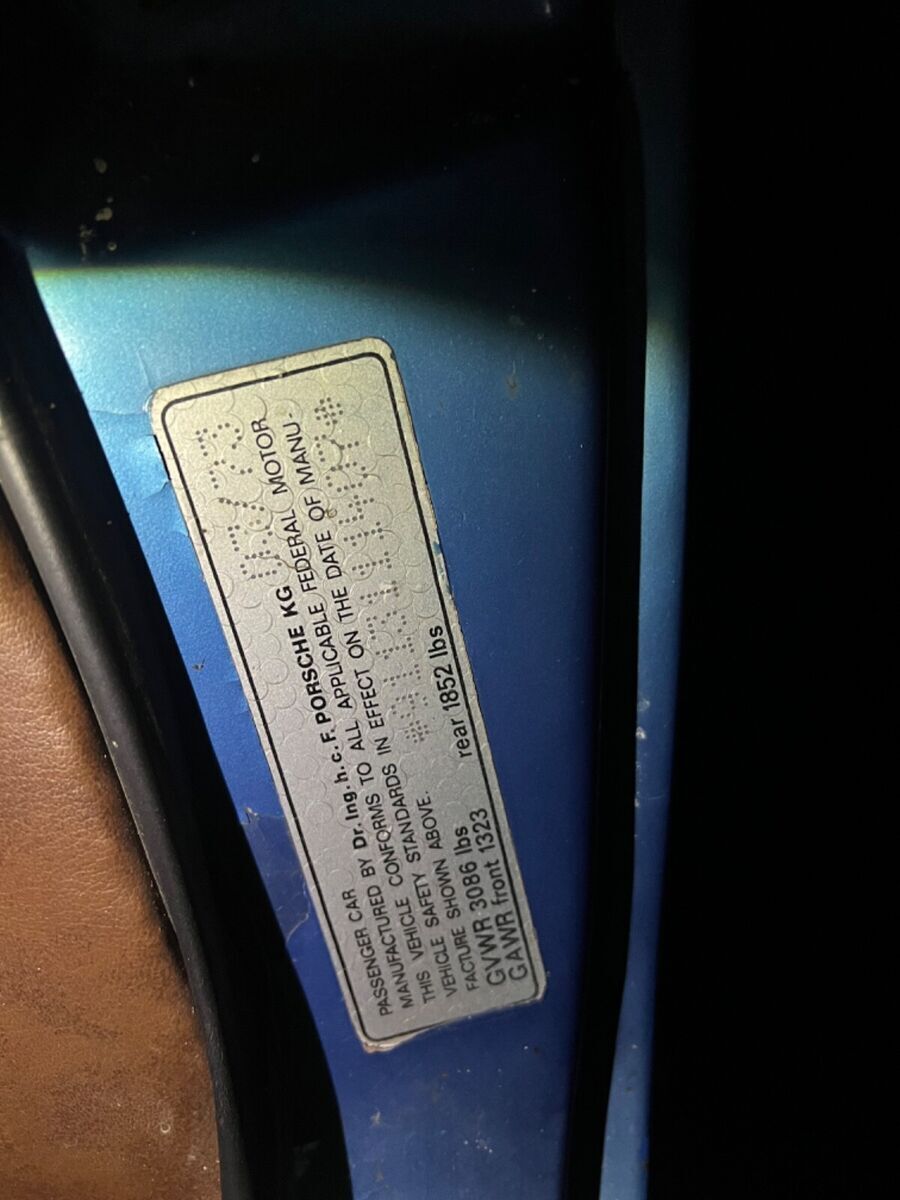 PASSENGER CAR
MANUFACTURED BY Dr. Ing. h. c. F. PORSCHE KG 07/73
THIS VEHICLE CONFORMS TO ALL APPLICABLE FEDERAL MOTOR
VEHICLE SAFETY STANDARDS IN EFFECT ON THE DATE OF MANU-
FACTURE SHOWN ABOVE.
GVWR 3086 lbs
GAWR front 1323 rear 1852 lbs